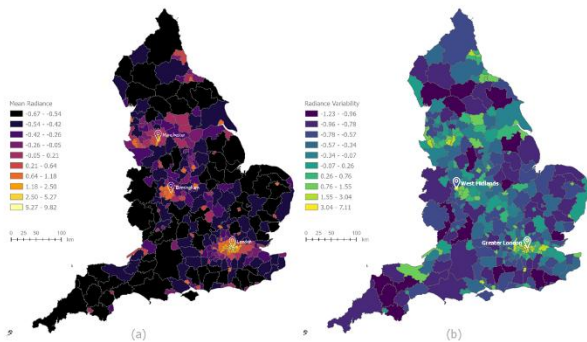 Mean Radiance
-0.67 - -0.54
-0.54 - -0.42
-0.42 - -0.26
-0.26 - -0.05
-0.05 - 0.21
0.21 - 0.64
0.64 - 1.18
1.18 - 2.50
2.50 - 5.27
5.27 - 9.82
0 25 50 75 100
km
Manchester
Birmingham
London
(a)
Radiance Variability
-1.23 - -0.96
-0.96 - -0.78
-0.78 - -0.57
-0.57 - -0.34
-0.34 - -0.07
-0.07 - 0.26
0.26 - 0.76
0.76 - 1.55
1.55 - 3.04
3.04 - 7.11
0 25 50 75 100
km
West Midlands
Greater London
(b)